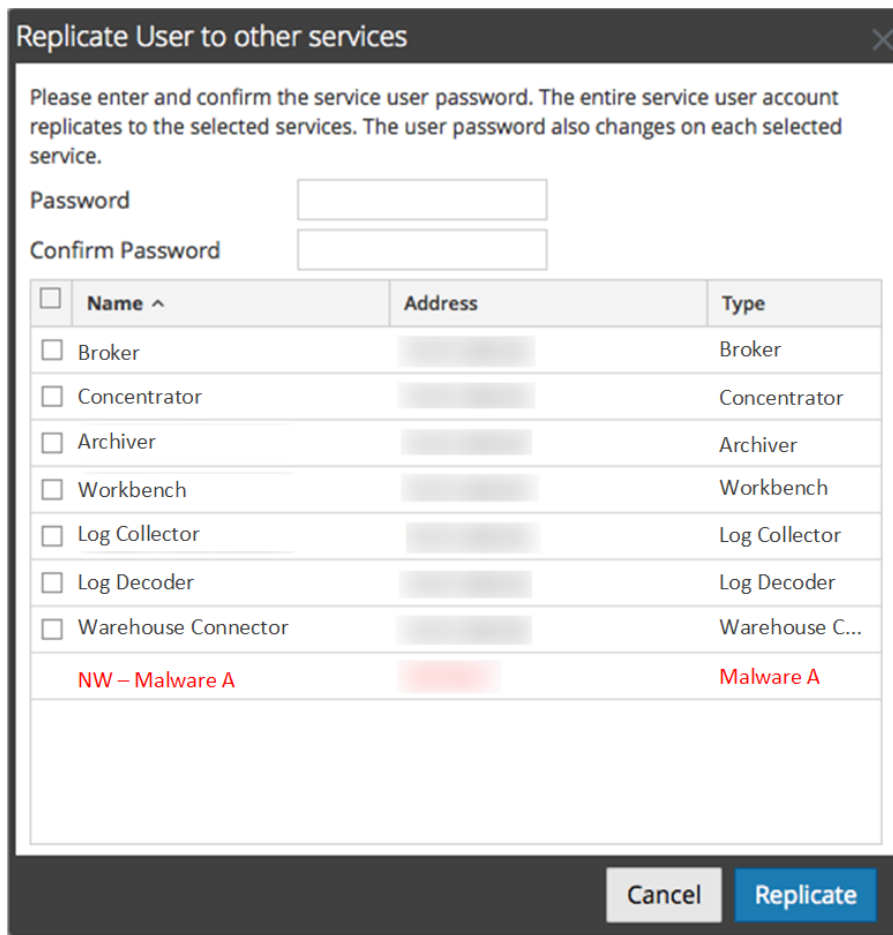 Replicate User to other services
Please enter and confirm the service user password. The entire service user account
replicates to the selected services. The user password also changes on each selected
service.
Password
Confirm Password
Name Address Type
Broker Broker
Concentrator Concentrator
Archiver Archiver
Workbench Workbench
Log Collector Log Collector
Log Decoder Log Decoder
Warehouse Connector Warehouse C...
NW – Malware A Malware A
Cancel Replicate